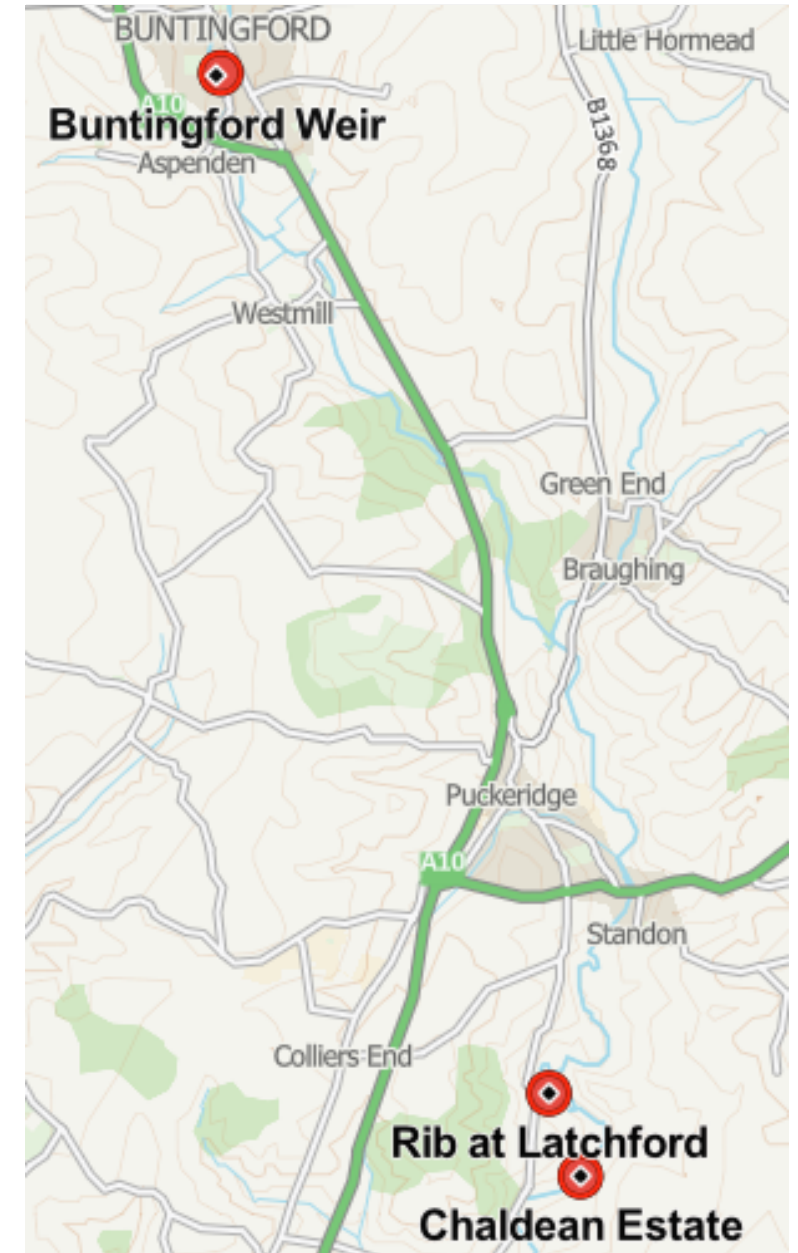 BUNTINGFORD
Little Hormead
A10
Buntingford Weir
B1368
Aspenden
Westmill
Green End
Braughing
Puckeridge
A10
Standon
Colliers End
Rib at Latchford
Chaldean Estate